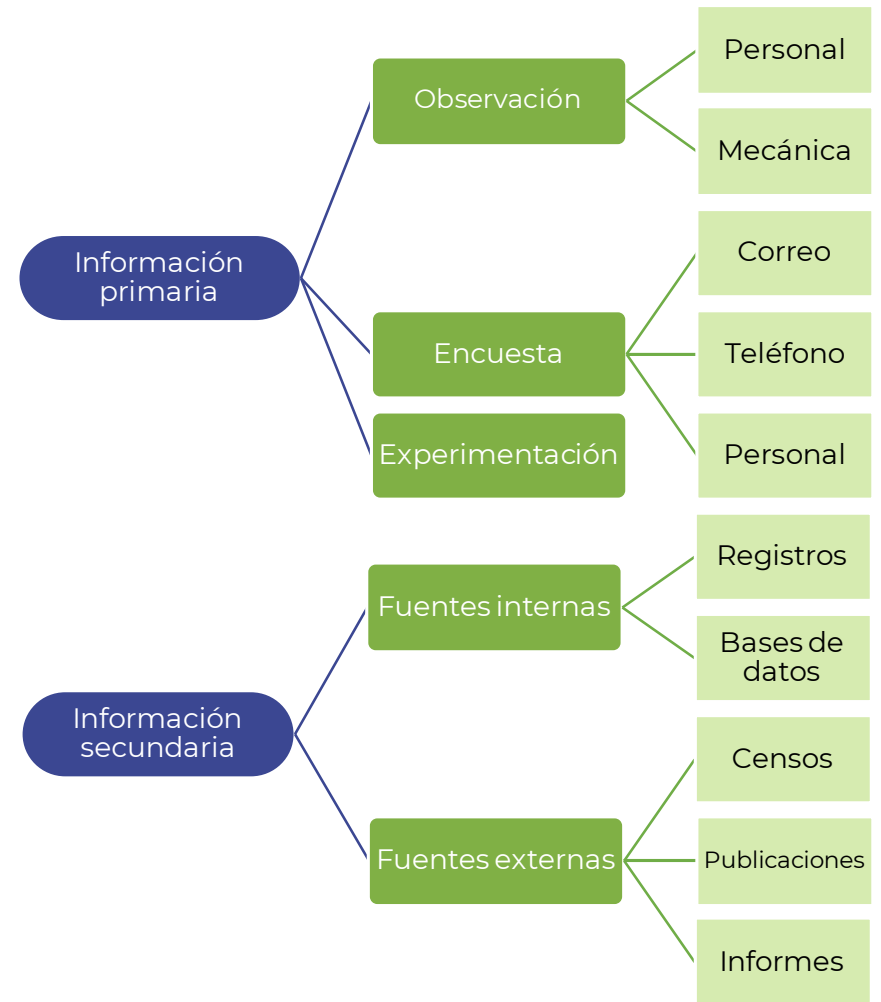 Información
primaria
Observación
Personal
Mecánica
Encuesta
Correo
Teléfono
Personal
Experimentación
Información
secundaria
Fuentes internas
Registros
Bases de
datos
Fuentes externas
Censos
Publicaciones
Informes